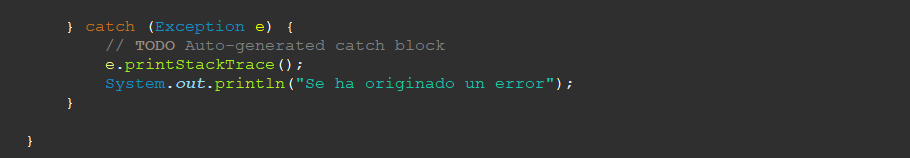 } catch (Exception e) {
// TODO Auto-generated catch block
e.printStackTrace();
System.out.println("Se ha originado un error");
}
}